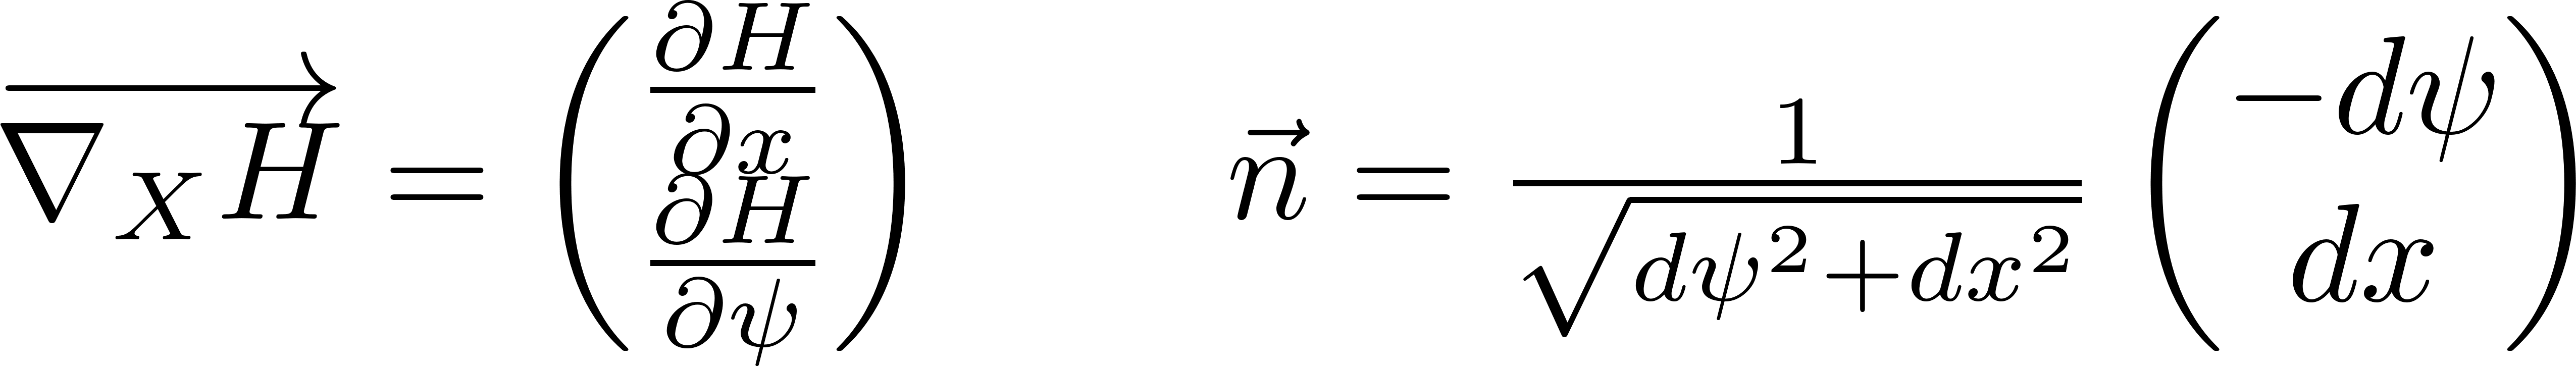 $\overrightarrow{\nabla_X H} = \begin{pmatrix} \frac{\partial H}{\partial x} \\ \frac{\partial H}{\partial \psi} \end{pmatrix} \qquad \vec{n} = \frac{1}{\sqrt{d\psi^2 + dx^2}} \begin{pmatrix} -d\psi \\ dx \end{pmatrix}$